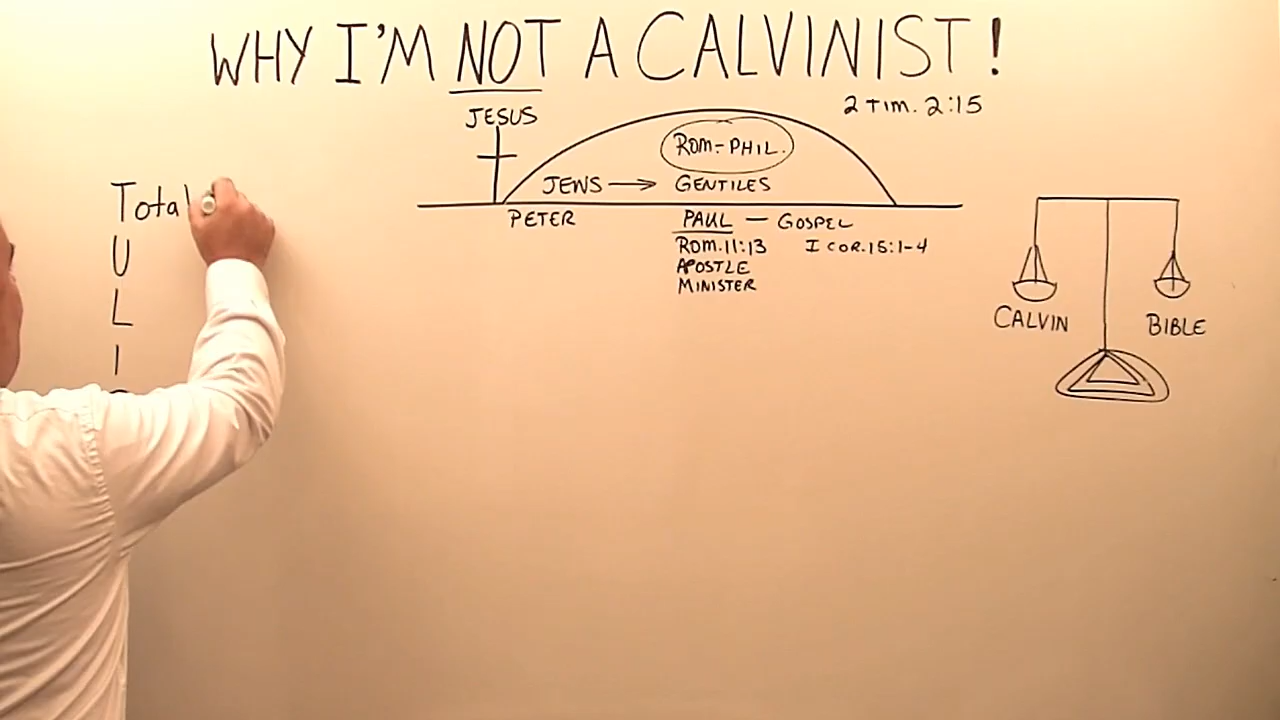 WHY I'M NOT A CALVINIST!
JESUS
2 Tim. 2:15
ROM-PHIL.
JEWS → GENTILES
PETER
PAUL — GOSPEL
ROM. 11:13
I COR. 15:1-4
APOSTLE
MINISTER
Total
U
L
I
CALVIN
BIBLE